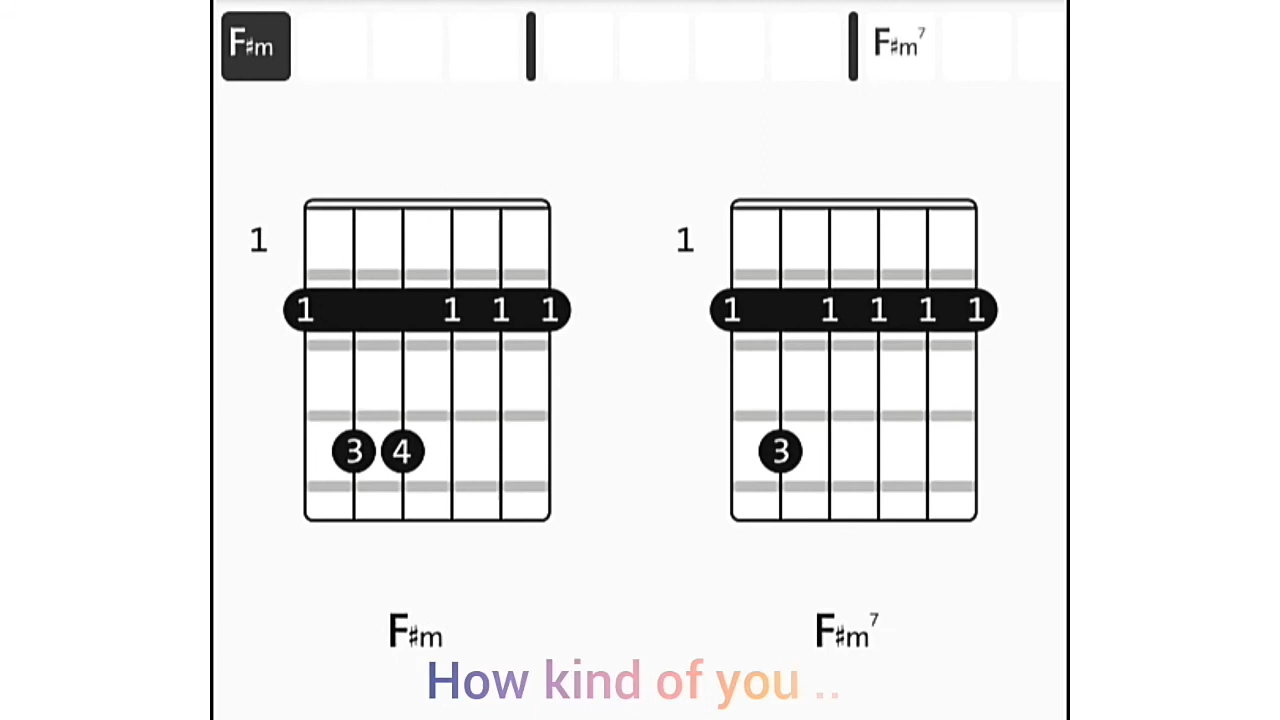 F♯m F♯m⁷
1 1
1 1 1 1 1 1 1 1 1
3 4 3
F♯m F♯m⁷
How kind of you ..